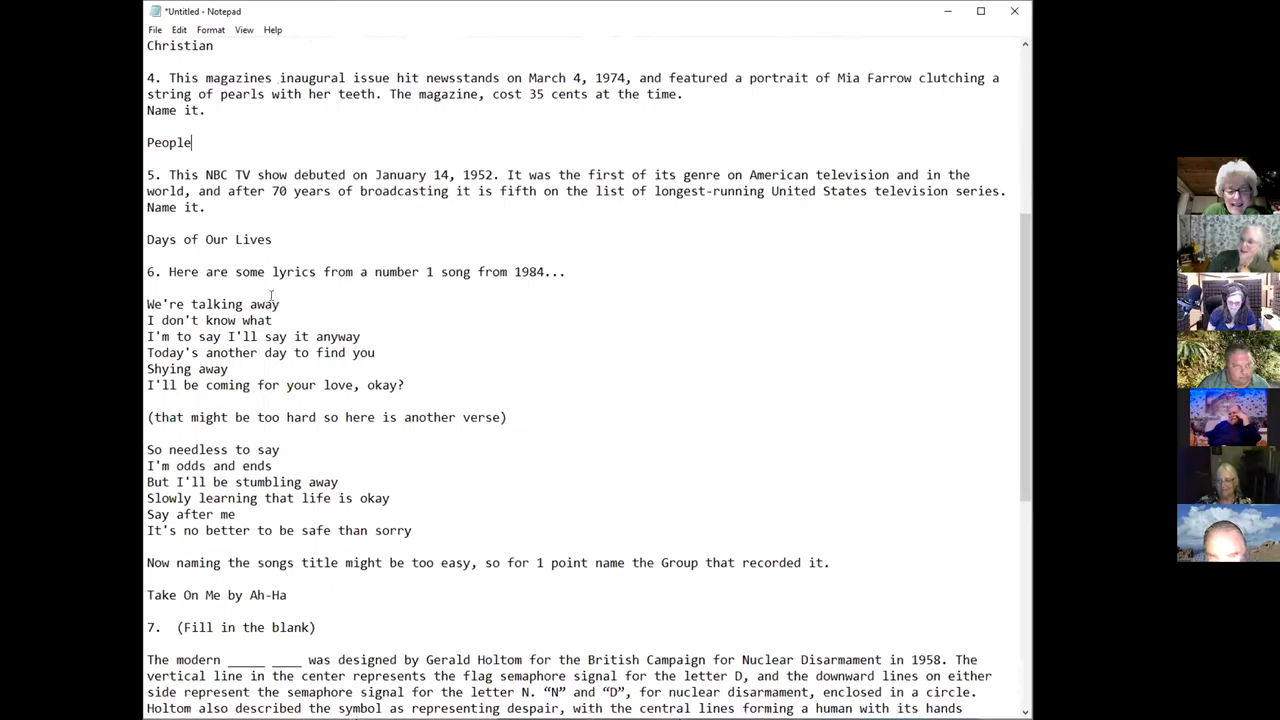 *Untitled - Notepad
File Edit Format View Help
Christian
4. This magazines inaugural issue hit newsstands on March 4, 1974, and featured a portrait of Mia Farrow clutching a
string of pearls with her teeth. The magazine, cost 35 cents at the time.
Name it.
People
5. This NBC TV show debuted on January 14, 1952. It was the first of its genre on American television and in the
world, and after 70 years of broadcasting it is fifth on the list of longest-running United States television series.
Name it.
Days of Our Lives
6. Here are some lyrics from a number 1 song from 1984...
We're talking away
I don't know what
I'm to say I'll say it anyway
Today's another day to find you
Shying away
I'll be coming for your love, okay?
(that might be too hard so here is another verse)
So needless to say
I'm odds and ends
But I'll be stumbling away
Slowly learning that life is okay
Say after me
It's no better to be safe than sorry
Now naming the songs title might be too easy, so for 1 point name the Group that recorded it.
Take On Me by Ah-Ha
7.  (Fill in the blank)
The modern _____ ____ was designed by Gerald Holtom for the British Campaign for Nuclear Disarmament in 1958. The
vertical line in the center represents the flag semaphore signal for the letter D, and the downward lines on either
side represent the semaphore signal for the letter N. “N” and “D”, for nuclear disarmament, enclosed in a circle.
Holtom also described the symbol as representing despair, with the central lines forming a human with its hands